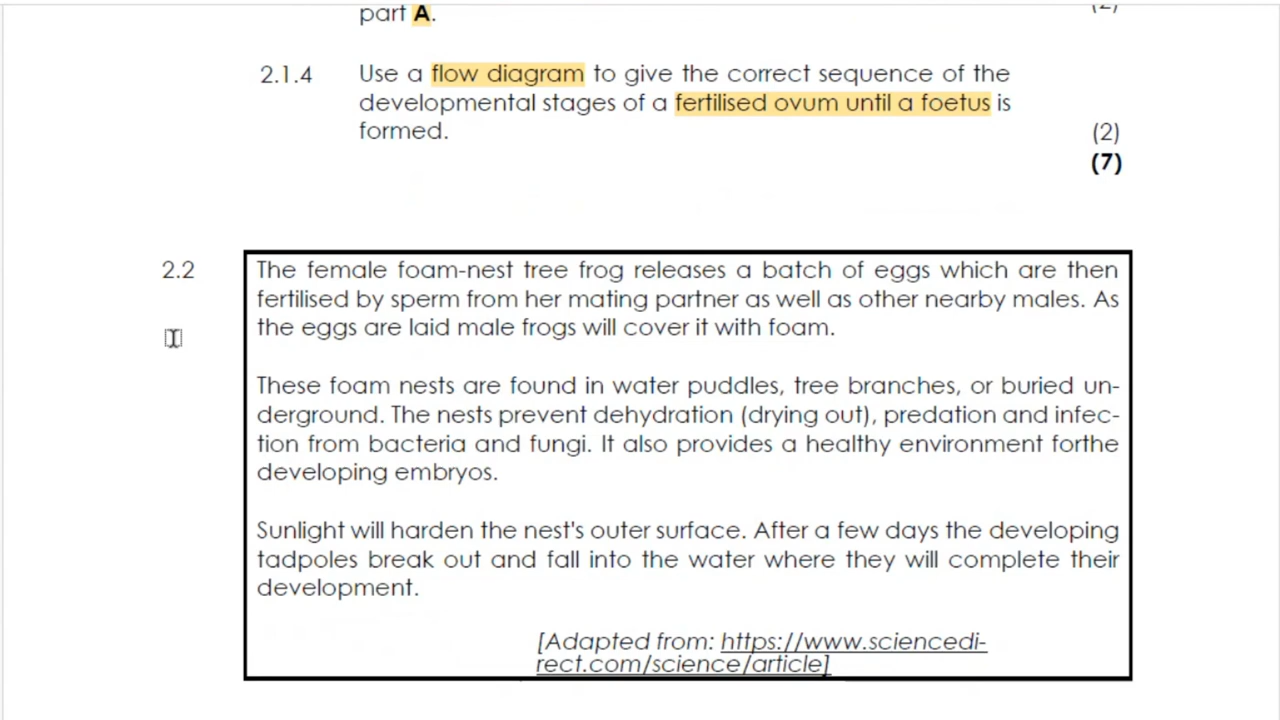 part A.
2.1.4 Use a flow diagram to give the correct sequence of the
developmental stages of a fertilised ovum until a foetus is
formed.
(2)
(7)
2.2 The female foam-nest tree frog releases a batch of eggs which are then
fertilised by sperm from her mating partner as well as other nearby males. As
the eggs are laid male frogs will cover it with foam.
These foam nests are found in water puddles, tree branches, or buried un-
derground. The nests prevent dehydration (drying out), predation and infec-
tion from bacteria and fungi. It also provides a healthy environment forthe
developing embryos.
Sunlight will harden the nest's outer surface. After a few days the developing
tadpoles break out and fall into the water where they will complete their
development.
[Adapted from: https://www.sciencedi-
rect.com/science/article]